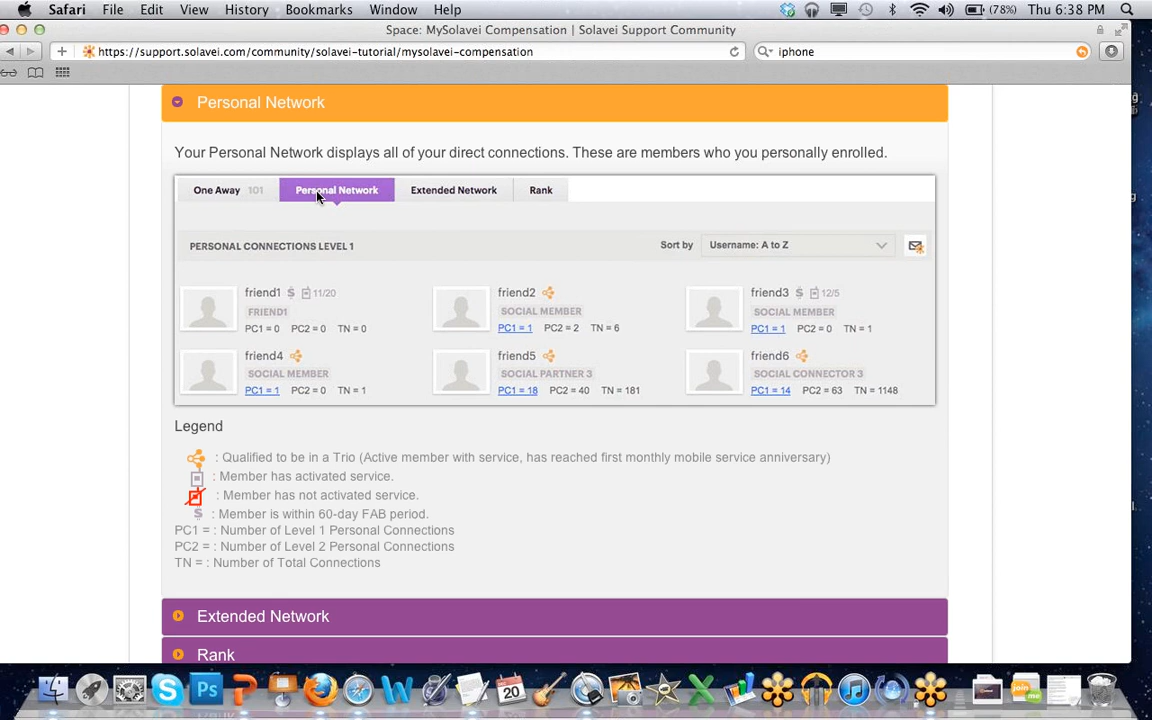 Safari File Edit View History Bookmarks Window Help (78%) Thu 6:38 PM
Space: MySolavei Compensation | Solavei Support Community
https://support.solavei.com/community/solavei-tutorial/mysolavei-compensation iphone
Personal Network
Your Personal Network displays all of your direct connections. These are members who you personally enrolled.
One Away 101 Personal Network Extended Network Rank
PERSONAL CONNECTIONS LEVEL 1 Sort by Username: A to Z
friend1 $ 11/20 friend2 friend3 $ 12/5
FRIEND1 SOCIAL MEMBER SOCIAL MEMBER
PC1 = 0 PC2 = 0 TN = 0 PC1 = 1 PC2 = 2 TN = 6 PC1 = 1 PC2 = 0 TN = 1
friend4 friend5 friend6
SOCIAL MEMBER SOCIAL PARTNER 3 SOCIAL CONNECTOR 3
PC1 = 1 PC2 = 0 TN = 1 PC1 = 18 PC2 = 40 TN = 181 PC1 = 14 PC2 = 63 TN = 1148
Legend
: Qualified to be in a Trio (Active member with service, has reached first monthly mobile service anniversary)
: Member has activated service.
: Member has not activated service.
$ : Member is within 60-day FAB period.
PC1 = : Number of Level 1 Personal Connections
PC2 = : Number of Level 2 Personal Connections
TN = : Number of Total Connections
Extended Network
Rank
Ps 20
join me